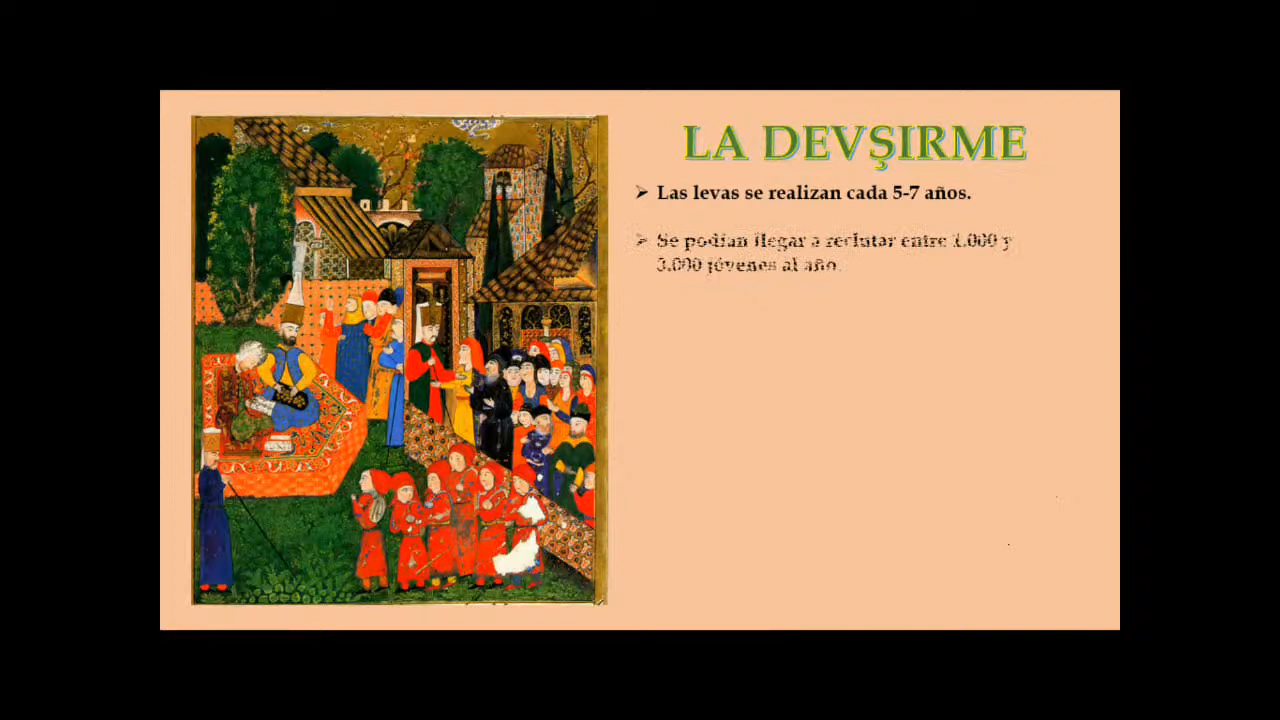 LA DEVŞIRME
➢ Las levas se realizan cada 5-7 años.
➢ Se podían llegar a reclutar entre 1.000 y
3.000 jóvenes al año.